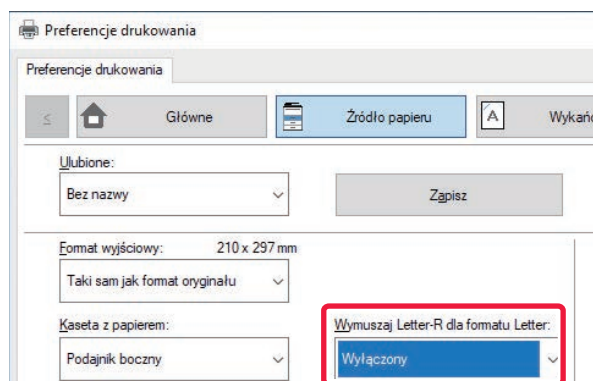 Preferencje drukowania
Preferencje drukowania
Główne
Źródło papieru
A
Ulubione:
Bez nazwy
Zapisz
Format wyjściowy: 210 x 297 mm
Taki sam jak format oryginału
Kaseta z papierem:
Wymuszaj Letter-R dla formatu Letter:
Podajnik boczny
Wyłączony